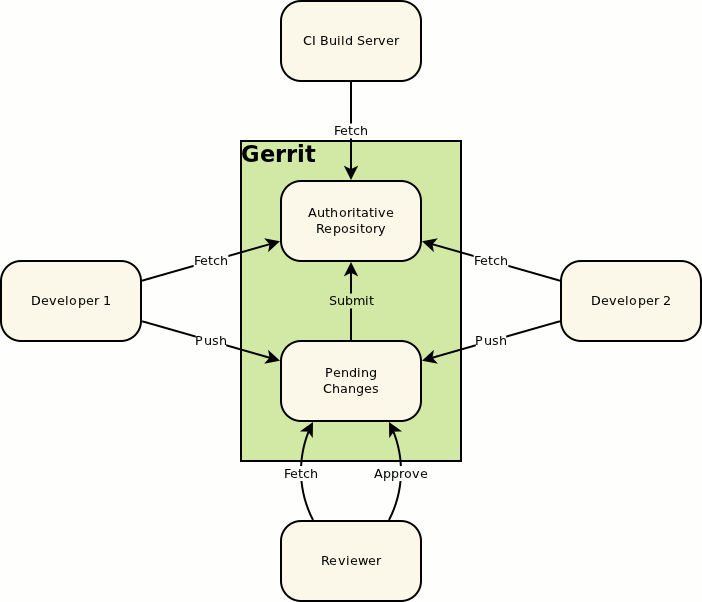 CI Build Server
Fetch
Gerrit
Authoritative
Repository
Fetch
Fetch
Developer 1
Submit
Developer 2
Push
Push
Pending
Changes
Fetch
Approve
Reviewer